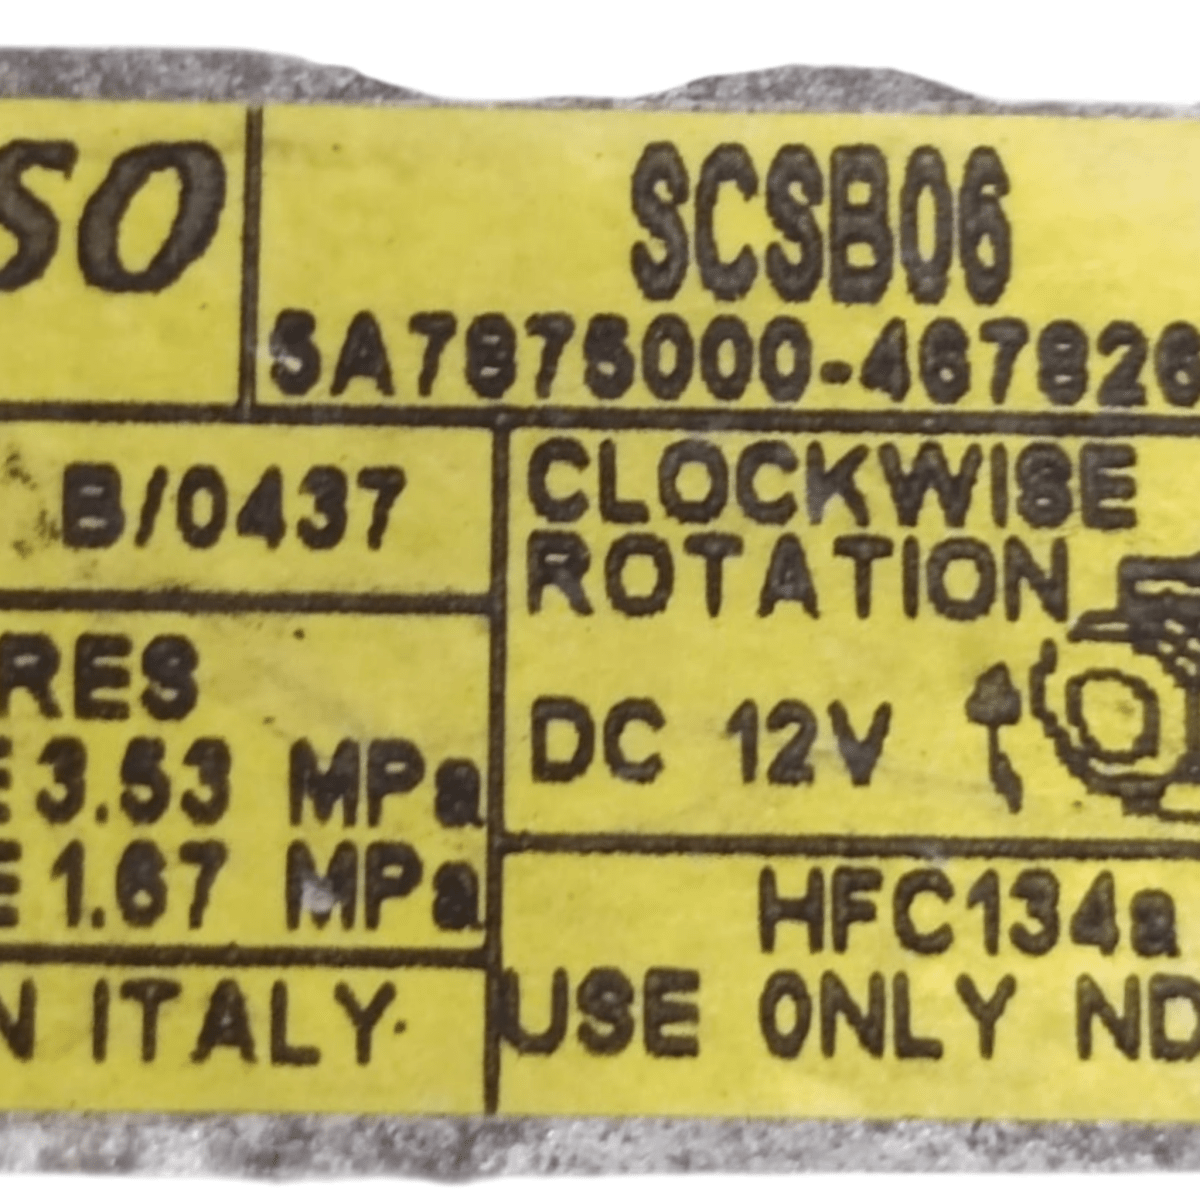 SO
SCSB06
5A7875000-467826
B/0437
CLOCKWISE
ROTATION
RES
DC 12V
E 3.53 MPa
E 1.67 MPa
HFC134a
N ITALY
USE ONLY ND